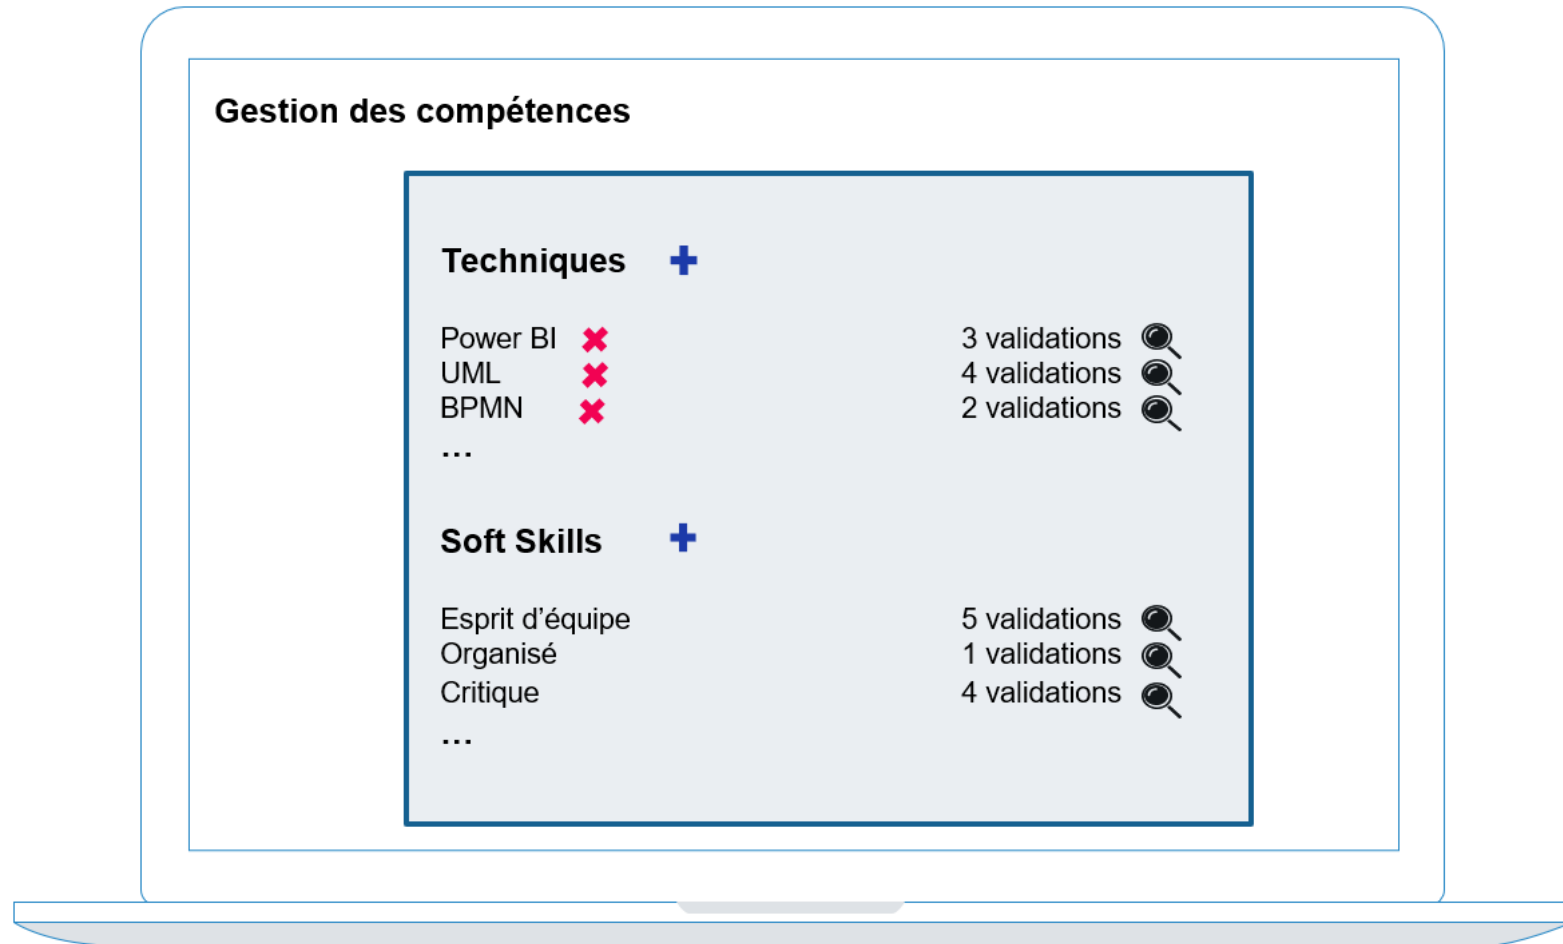 Gestion des compétences
Techniques
Power BI 3 validations
UML 4 validations
BPMN 2 validations
...
Soft Skills
Esprit d’équipe 5 validations
Organisé 1 validations
Critique 4 validations
...